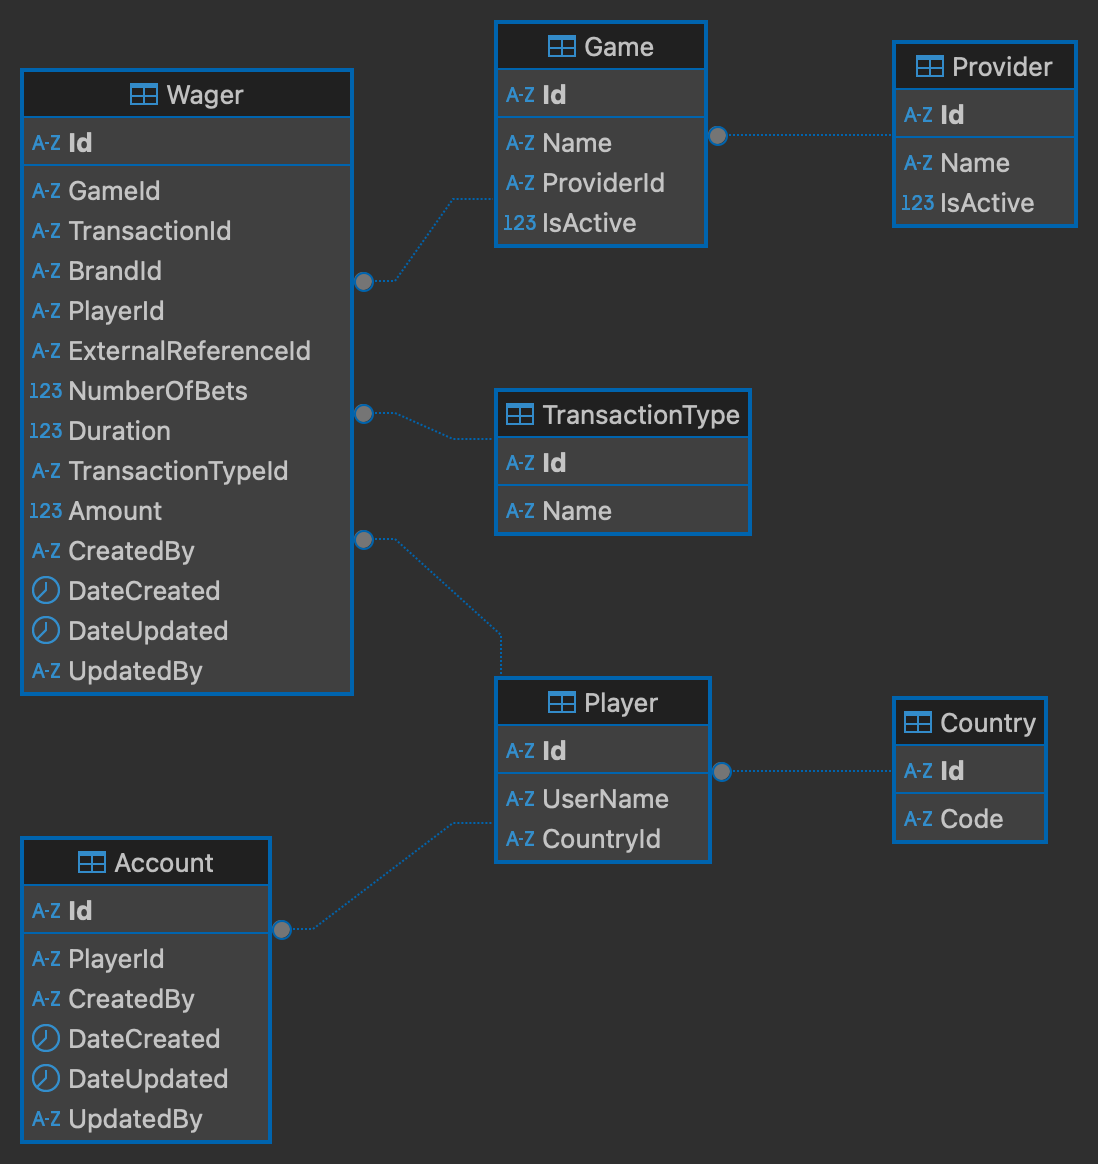 Wager
A-Z Id
A-Z GameId
A-Z TransactionId
A-Z BrandId
A-Z PlayerId
A-Z ExternalReferenceId
123 NumberOfBets
123 Duration
A-Z TransactionTypeId
123 Amount
A-Z CreatedBy
DateCreated
DateUpdated
A-Z UpdatedBy
Game
A-Z Id
A-Z Name
A-Z ProviderId
123 IsActive
Provider
A-Z Id
A-Z Name
123 IsActive
TransactionType
A-Z Id
A-Z Name
Player
A-Z Id
A-Z UserName
A-Z CountryId
Country
A-Z Id
A-Z Code
Account
A-Z Id
A-Z PlayerId
A-Z CreatedBy
DateCreated
DateUpdated
A-Z UpdatedBy